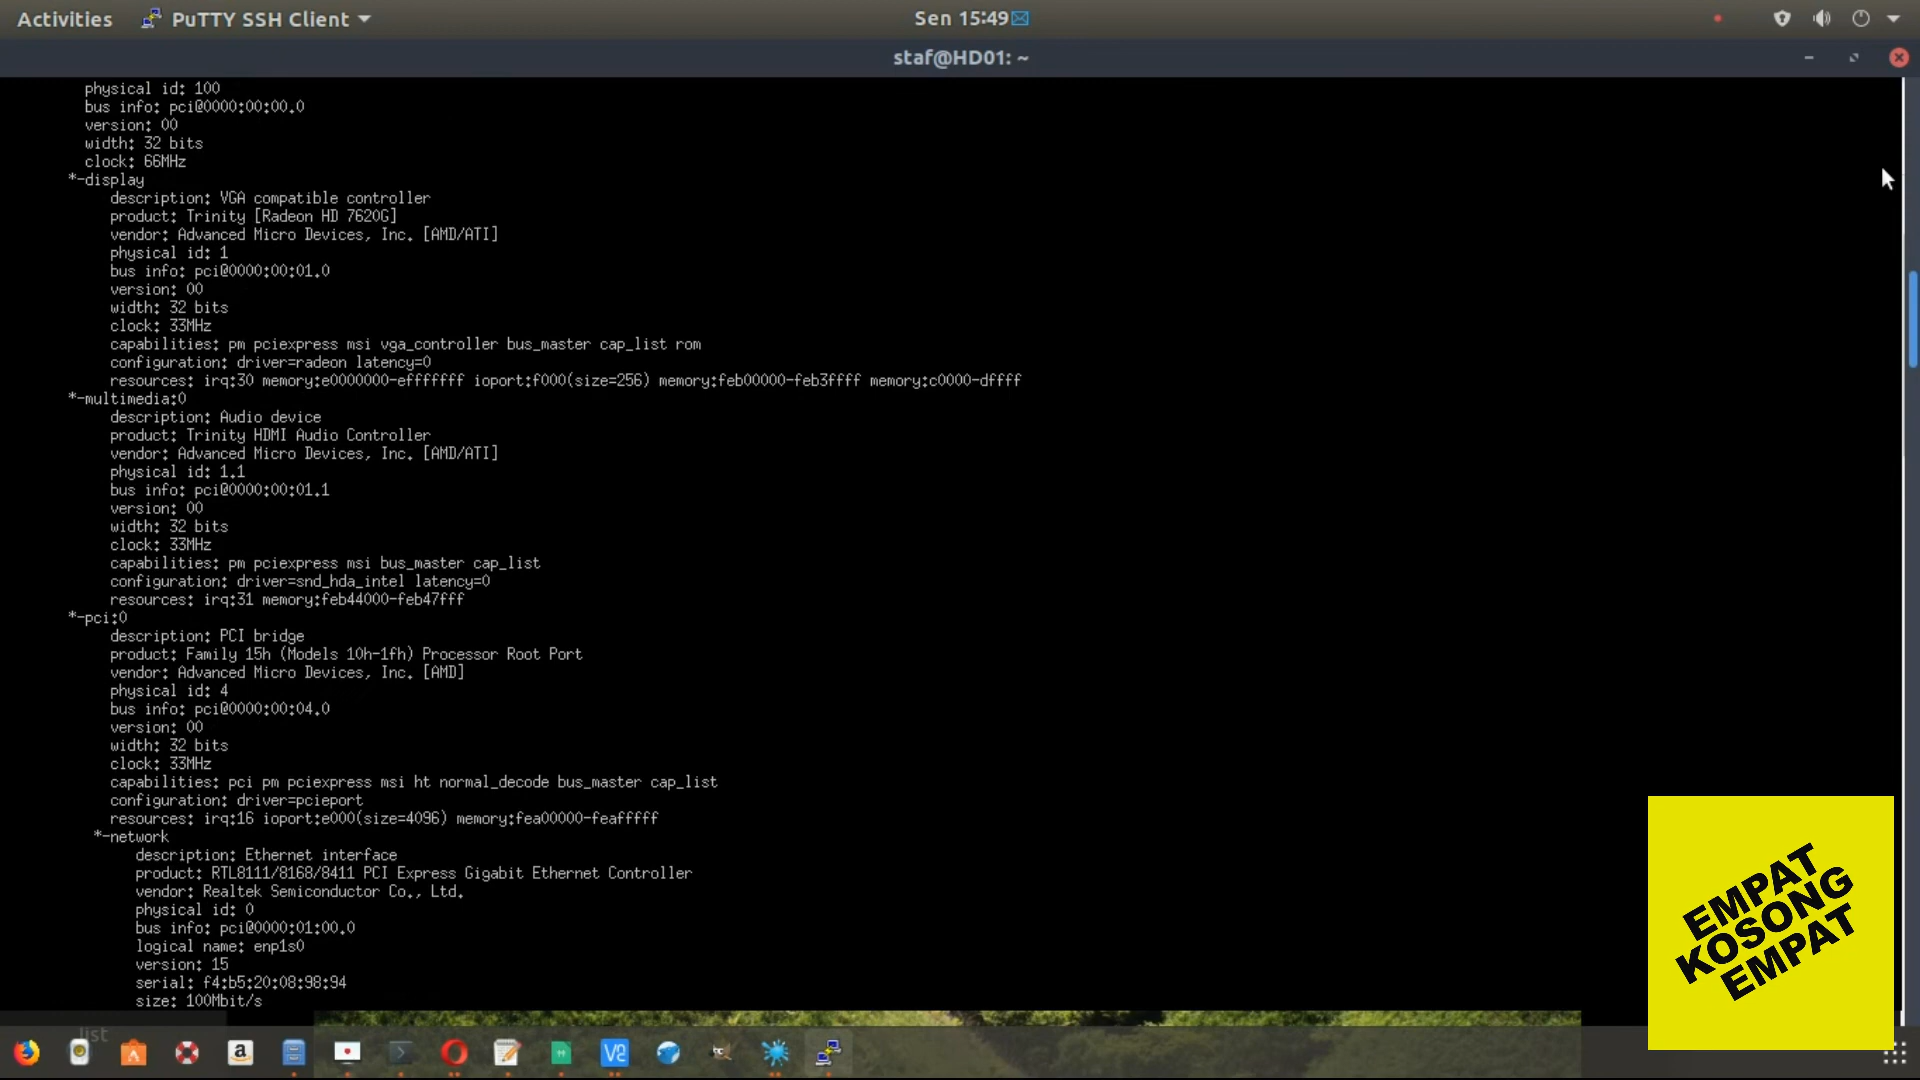 Activities
PuTTY SSH Client
Sen 15:49
staf@HD01: ~
physical id: 100
bus info: pci@0000:00:00.0
version: 00
width: 32 bits
clock: 66MHz
*-display
description: VGA compatible controller
product: Trinity [Radeon HD 7620G]
vendor: Advanced Micro Devices, Inc. [AMD/ATI]
physical id: 1
bus info: pci@0000:00:01.0
version: 00
width: 32 bits
clock: 33MHz
capabilities: pm pciexpress msi vga_controller bus_master cap_list rom
configuration: driver=radeon latency=0
resources: irq:30 memory:e0000000-efffffff ioport:f000(size=256) memory:feb00000-feb3ffff memory:c0000-dffff
*-multimedia:0
description: Audio device
product: Trinity HDMI Audio Controller
vendor: Advanced Micro Devices, Inc. [AMD/ATI]
physical id: 1.1
bus info: pci@0000:00:01.1
version: 00
width: 32 bits
clock: 33MHz
capabilities: pm pciexpress msi bus_master cap_list
configuration: driver=snd_hda_intel latency=0
resources: irq:31 memory:feb44000-feb47fff
*-pci:0
description: PCI bridge
product: Family 15h (Models 10h-1fh) Processor Root Port
vendor: Advanced Micro Devices, Inc. [AMD]
physical id: 4
bus info: pci@0000:00:04.0
version: 00
width: 32 bits
clock: 33MHz
capabilities: pci pm pciexpress msi ht normal_decode bus_master cap_list
configuration: driver=pcieport
resources: irq:16 ioport:e000(size=4096) memory:fea00000-feafffff
*-network
description: Ethernet interface
product: RTL8111/8168/8411 PCI Express Gigabit Ethernet Controller
vendor: Realtek Semiconductor Co., Ltd.
physical id: 0
bus info: pci@0000:01:00.0
logical name: enp1s0
version: 15
serial: f4:b5:20:08:98:94
size: 100Mbit/s
list
EMPAT
KOSONG
EMPAT